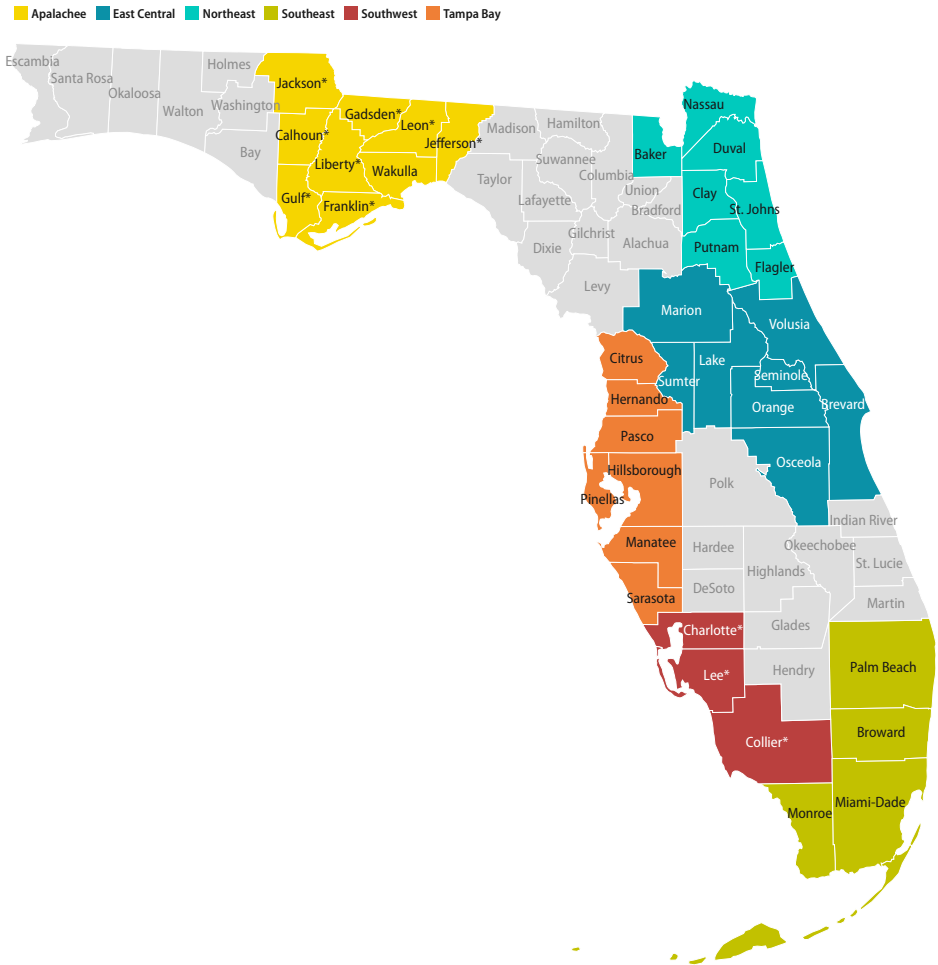 Apalachee East Central Northeast Southeast Southwest Tampa Bay
Escambia
Santa Rosa
Okaloosa
Walton
Holmes
Washington
Bay
Jackson*
Calhoun*
Gulf*
Liberty*
Gadsden*
Franklin*
Leon*
Wakulla
Jefferson*
Madison
Taylor
Hamilton
Suwannee
Lafayette
Dixie
Columbia
Gilchrist
Levy
Union
Bradford
Alachua
Baker
Nassau
Duval
Clay
St. Johns
Putnam
Flagler
Marion
Volusia
Citrus
Sumter
Lake
Seminole
Orange
Brevard
Hernando
Pasco
Osceola
Hillsborough
Pinellas
Polk
Indian River
Manatee
Hardee
Okeechobee
St. Lucie
Highlands
DeSoto
Sarasota
Martin
Charlotte*
Glades
Lee*
Hendry
Palm Beach
Collier*
Broward
Monroe
Miami-Dade